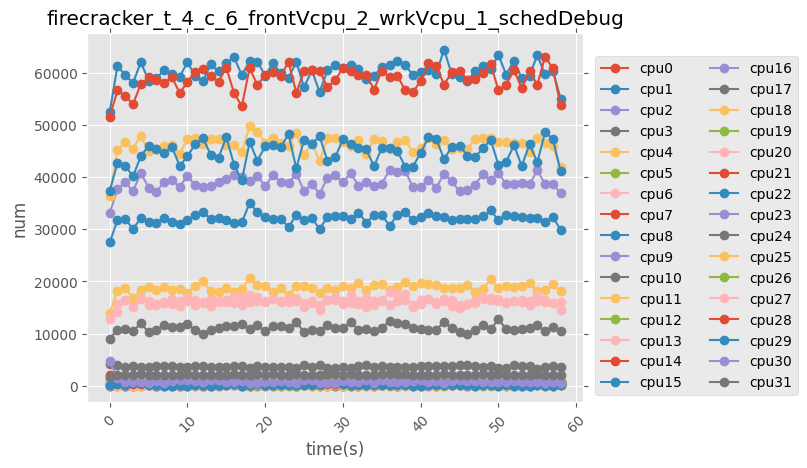 firecracker_t_4_c_6_frontVcpu_2_wrkVcpu_1_schedDebug
num
60000
50000
40000
30000
20000
10000
0
0
10
20
30
40
50
60
time(s)
cpu0
cpu1
cpu2
cpu3
cpu4
cpu5
cpu6
cpu7
cpu8
cpu9
cpu10
cpu11
cpu12
cpu13
cpu14
cpu15
cpu16
cpu17
cpu18
cpu19
cpu20
cpu21
cpu22
cpu23
cpu24
cpu25
cpu26
cpu27
cpu28
cpu29
cpu30
cpu31